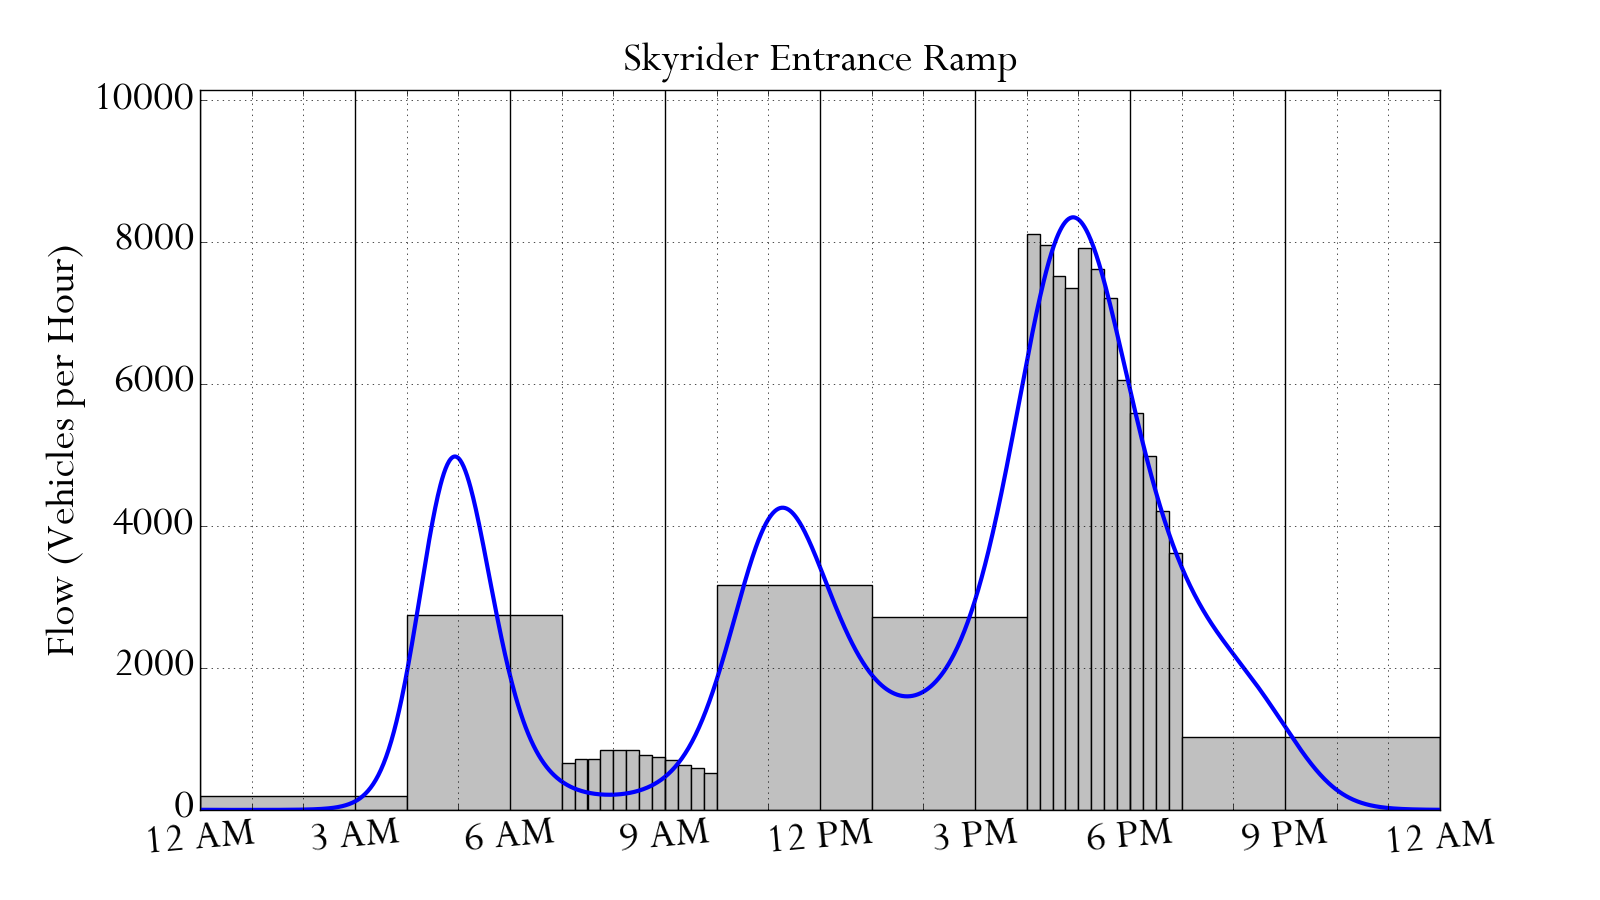 Skyrider Entrance Ramp
Flow (Vehicles per Hour)
10000
8000
6000
4000
2000
0
12 AM 3 AM 6 AM 9 AM 12 PM 3 PM 6 PM 9 PM 12 AM